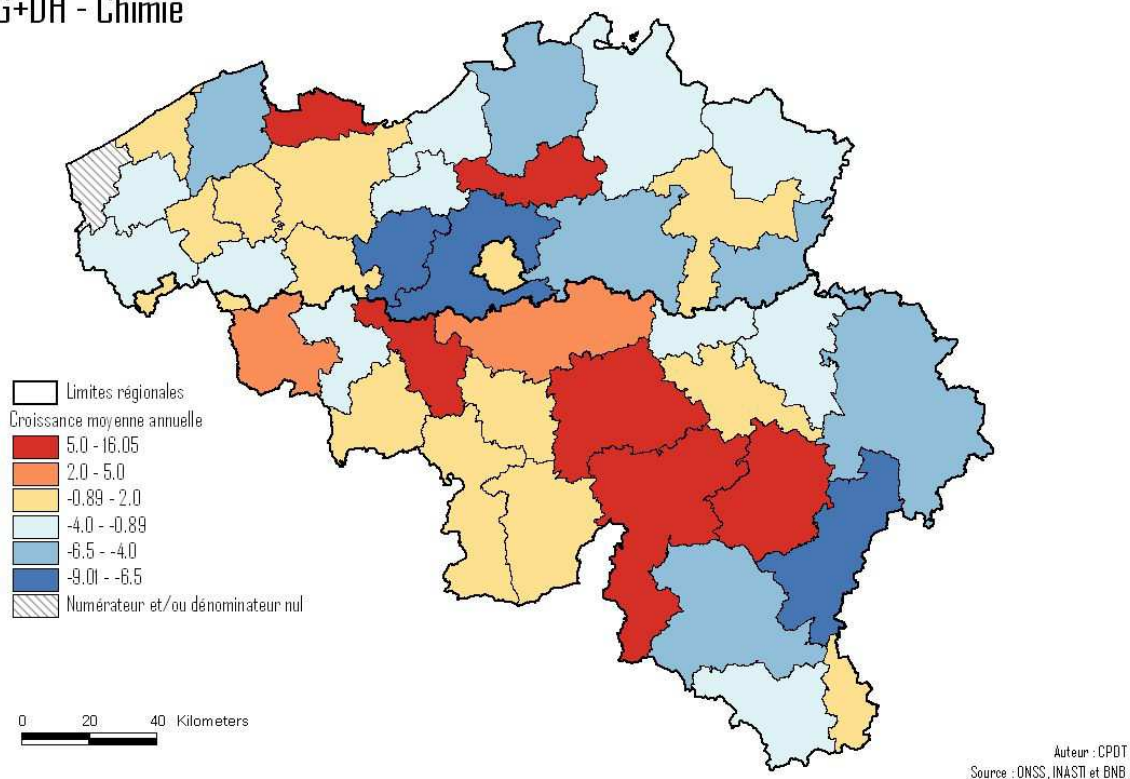 G+DH - Chimie
Limites régionales
Croissance moyenne annuelle
5.0 - 16.05
2.0 - 5.0
-0.89 - 2.0
-4.0 - -0.89
-6.5 - -4.0
-9.01 - -6.5
Numérateur et/ou dénominateur nul
0 20 40 Kilometers
Auteur : CPDT
Source : ONSS, INASTI et BNB